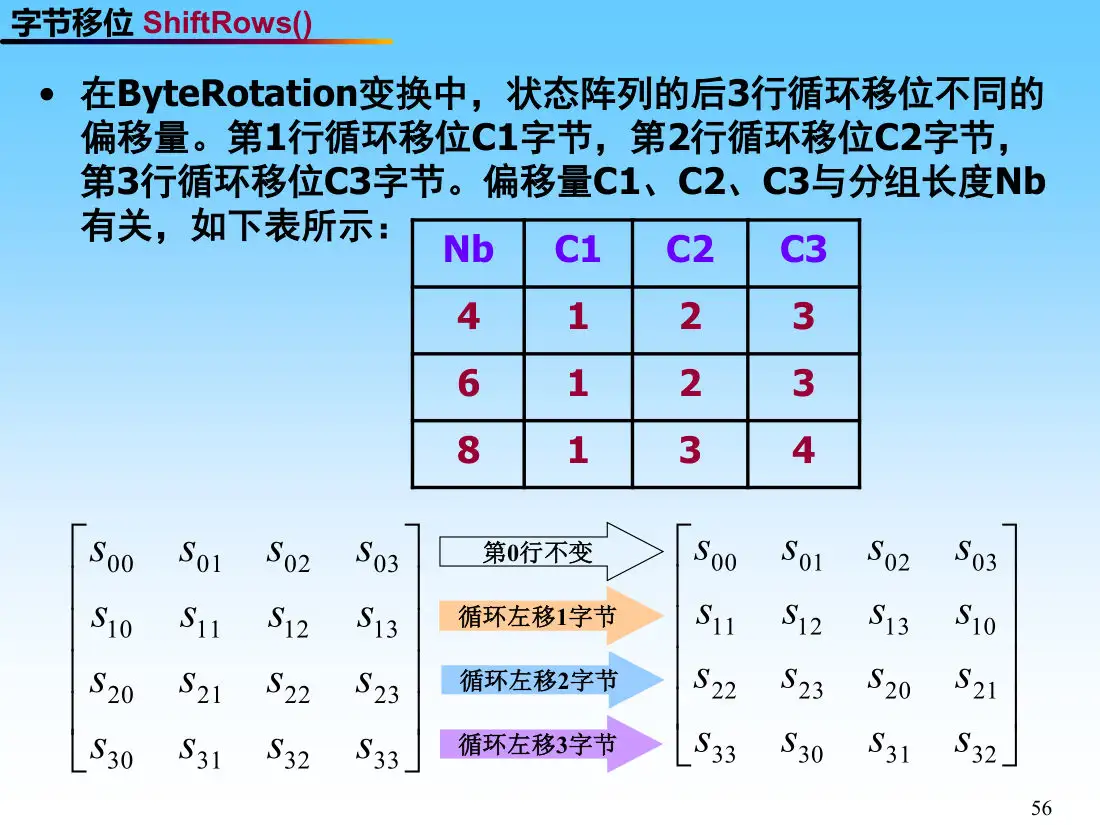 字节移位 ShiftRows()
• 在ByteRotation变换中，状态阵列的后3行循环移位不同的
偏移量。第1行循环移位C1字节，第2行循环移位C2字节，
第3行循环移位C3字节。偏移量C1、C2、C3与分组长度Nb
有关，如下表所示：
Nb C1 C2 C3
4 1 2 3
6 1 2 3
8 1 3 4
s00 s01 s02 s03 第0行不变 s00 s01 s02 s03
s10 s11 s12 s13 循环左移1字节 s11 s12 s13 s10
s20 s21 s22 s23 循环左移2字节 s22 s23 s20 s21
s30 s31 s32 s33 循环左移3字节 s33 s30 s31 s32
56